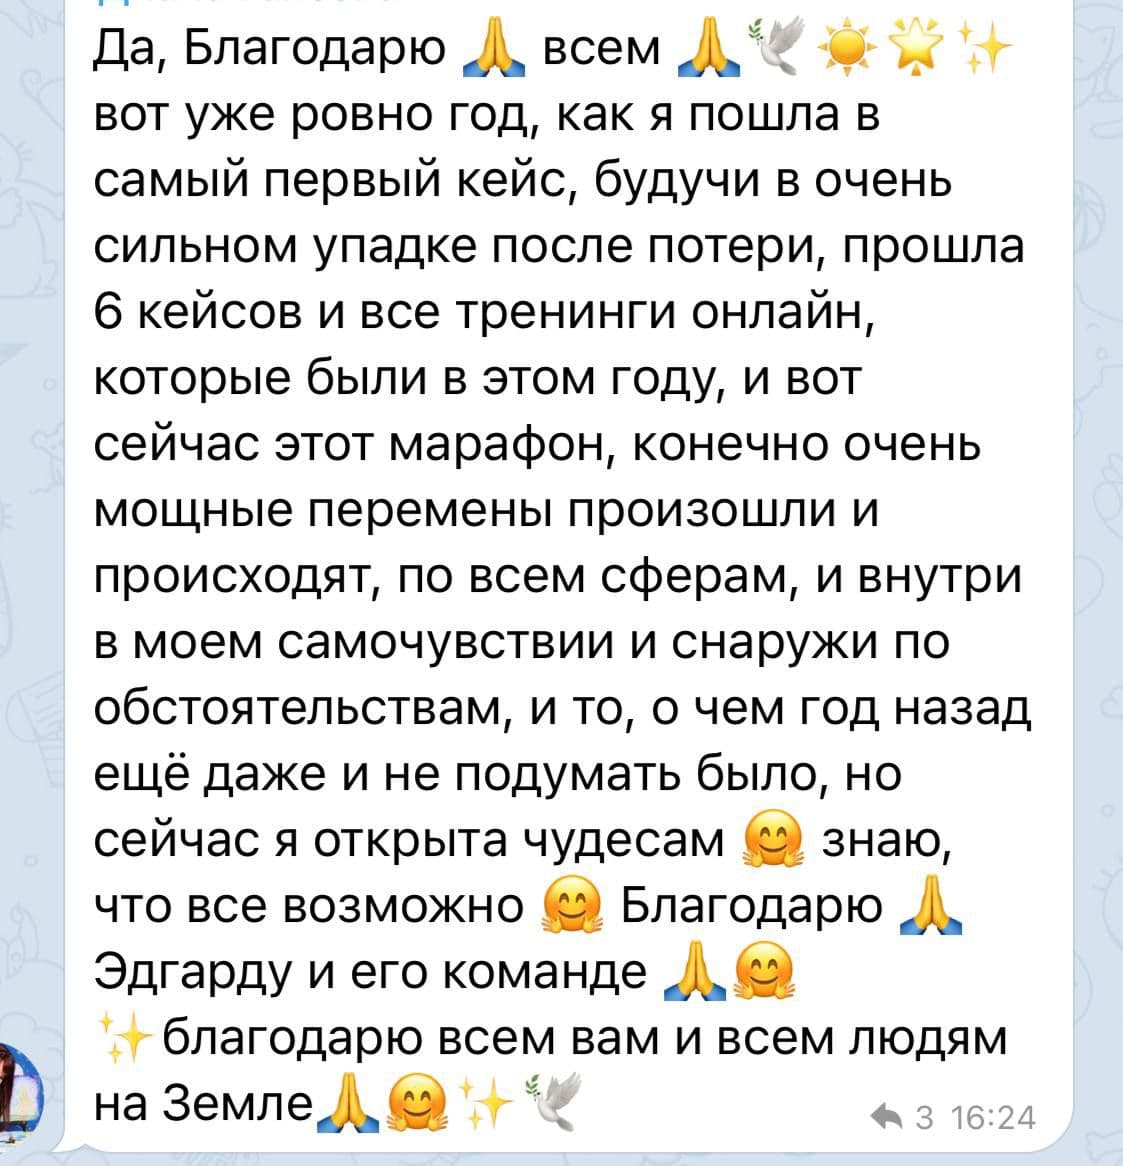 Да, Благодарю 🙏 всем 🙏🕊☀️🌟✨
вот уже ровно год, как я пошла в
самый первый кейс, будучи в очень
сильном упадке после потери, прошла
6 кейсов и все тренинги онлайн,
которые были в этом году, и вот
сейчас этот марафон, конечно очень
мощные перемены произошли и
происходят, по всем сферам, и внутри
в моем самочувствии и снаружи по
обстоятельствам, и то, о чем год назад
ещё даже и не подумать было, но
сейчас я открыта чудесам 🤗 знаю,
что все возможно 🤗 Благодарю 🙏
Эдгарду и его команде 🙏🤗
✨благодарю всем вам и всем людям
на Земле🙏🤗✨🕊
3 16:24